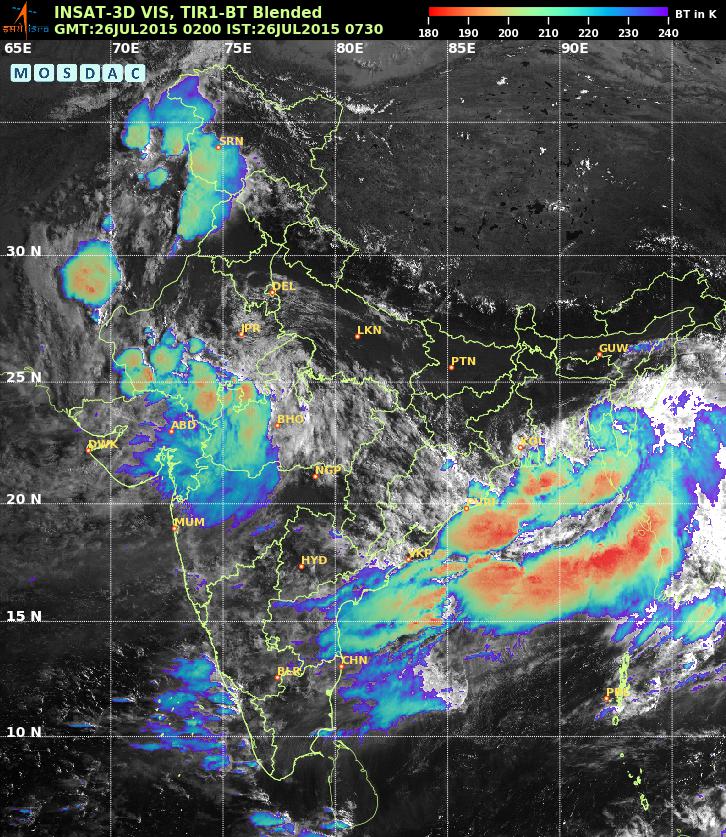 INSAT-3D VIS, TIR1-BT Blended
GMT:26JUL2015 0200 IST:26JUL2015 0730
BT in K
180 190 200 210 220 230 240
65E 70E 75E 80E 85E 90E
MOSDAC
SRN
30 N
DEL
JPR
LKN
GUW
PTN
25 N
ABD
BHO
KOL
DWK
NGP
20 N
MUM
VKP
HYD
15 N
CHN
BLR
10 N